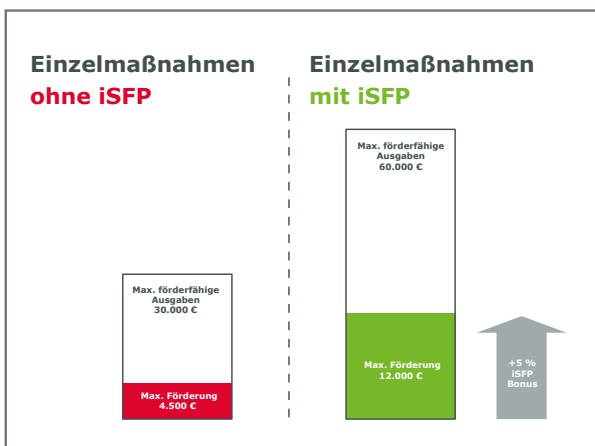 Einzelmaßnahmen
ohne iSFP
Max. förderfähige
Ausgaben
30.000 €
Max. Förderung
4.500 €
Einzelmaßnahmen
mit iSFP
Max. förderfähige
Ausgaben
60.000 €
Max. Förderung
12.000 €
+5 %
iSFP
Bonus